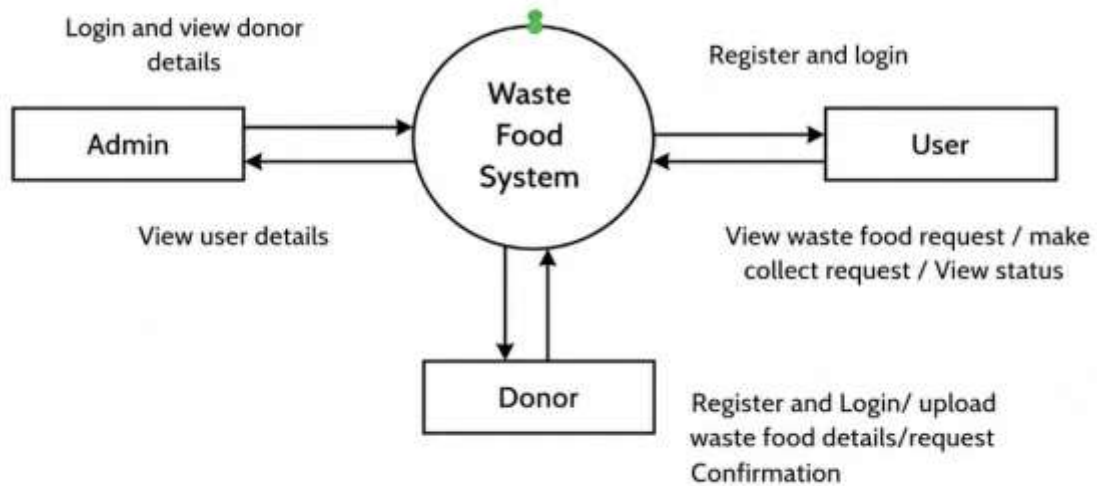 Login and view donor
details
Register and login
Waste
Food
System
Admin
User
View user details
View waste food request / make
collect request / View status
Donor
Register and Login/ upload
waste food details/request
Confirmation